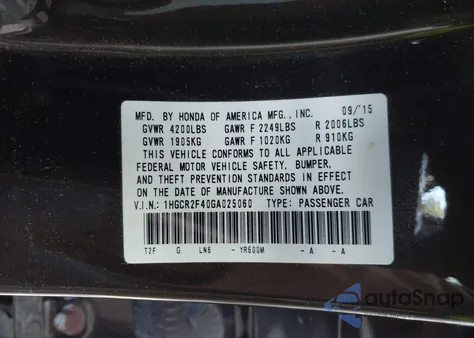 MFD. BY HONDA OF AMERICA MFG., INC. 09/'15
GVWR 4200LBS GAWR F 2249LBS R 2006LBS
GVWR 1905KG GAWR F 1020KG R 910KG
THIS VEHICLE CONFORMS TO ALL APPLICABLE
FEDERAL MOTOR VEHICLE SAFETY, BUMPER,
AND THEFT PREVENTION STANDARDS IN EFFECT ON
THE DATE OF MANUFACTURE SHOWN ABOVE.
V.I.N.: 1HGCR2F40GA025060 TYPE: PASSENGER CAR
T2F G LN6 - YR600M - A - A
autoSnap